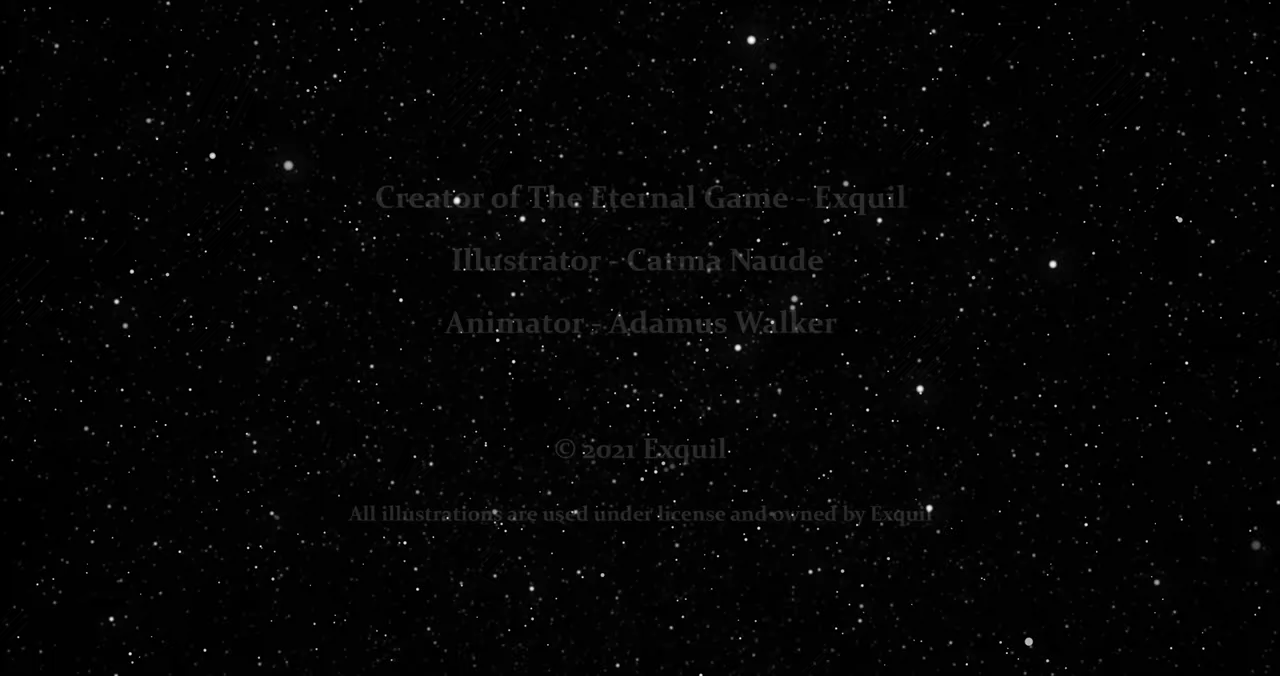 Creator of The Eternal Game - Exquil
Illustrator - Carma Naude
Animator - Adamus Walker
© 2021 Exquil
All illustrations are used under license and owned by Exquil